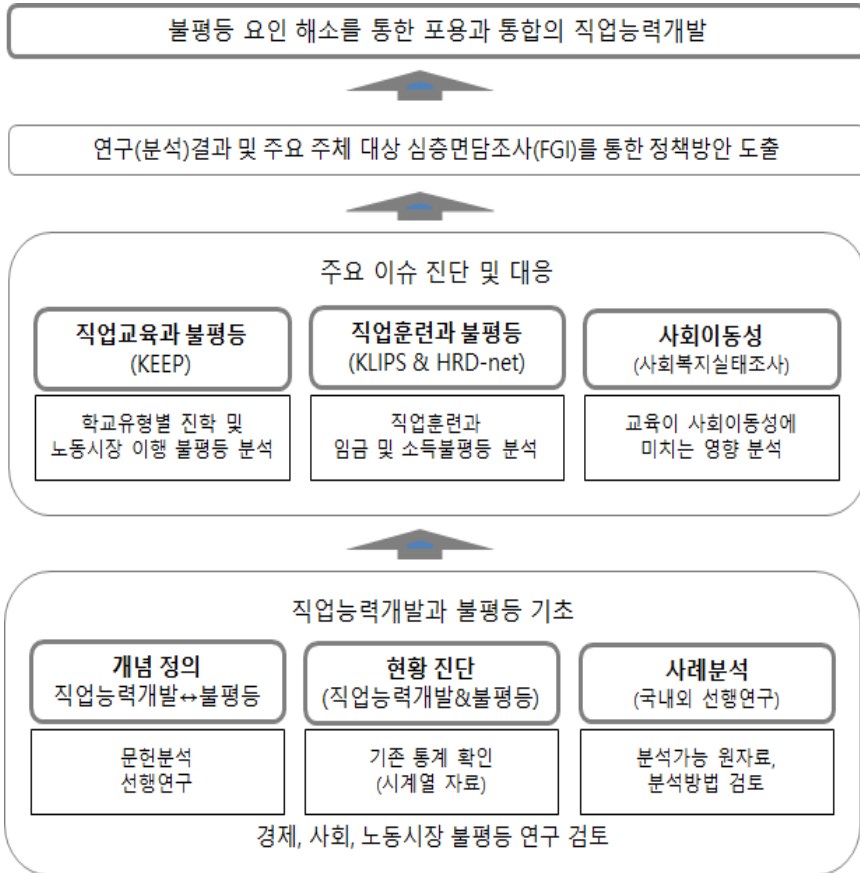 불평등 요인 해소를 통한 포용과 통합의 직업능력개발
연구(분석)결과 및 주요 주체 대상 심층면담조사(FGI)를 통한 정책방안 도출
주요 이슈 진단 및 대응
직업교육과 불평등
(KEEP)
학교유형별 진학 및
노동시장 이행 불평등 분석
직업훈련과 불평등
(KLIPS & HRD-net)
직업훈련과
임금 및 소득불평등 분석
사회이동성
(사회복지실태조사)
교육이 사회이동성에
미치는 영향 분석
직업능력개발과 불평등 기초
개념 정의
직업능력개발↔불평등
문헌분석
선행연구
현황 진단
(직업능력개발&불평등)
기존 통계 확인
(시계열 자료)
사례분석
(국내외 선행연구)
분석가능 원자료,
분석방법 검토
경제, 사회, 노동시장 불평등 연구 검토